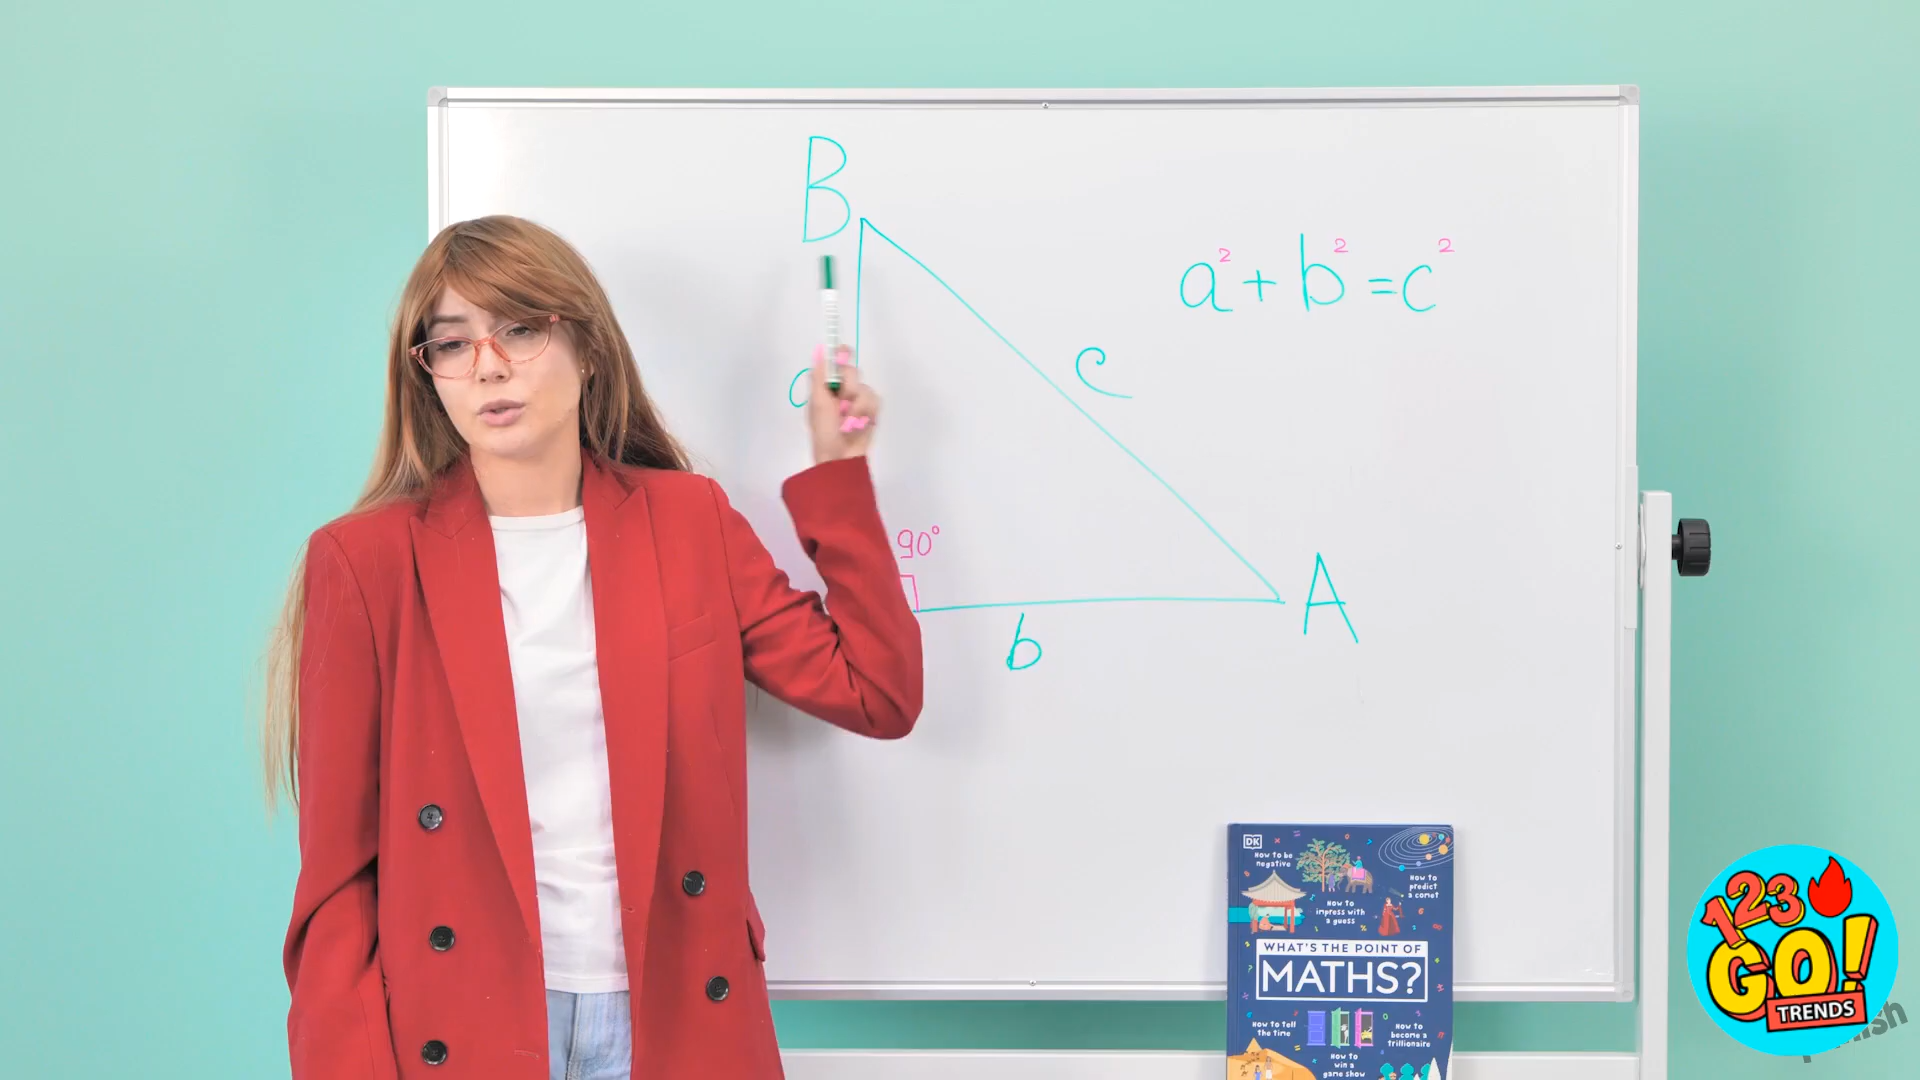 B
a² + b² = c²
c
a
90°
A
b
DK
How to be
negative
How to
predict
a comet
How to
impress with
a guess
WHAT'S THE POINT OF
MATHS?
How to tell
the time
How to
become a
trillionaire
How to
win a
game show
123
GO!
TRENDS